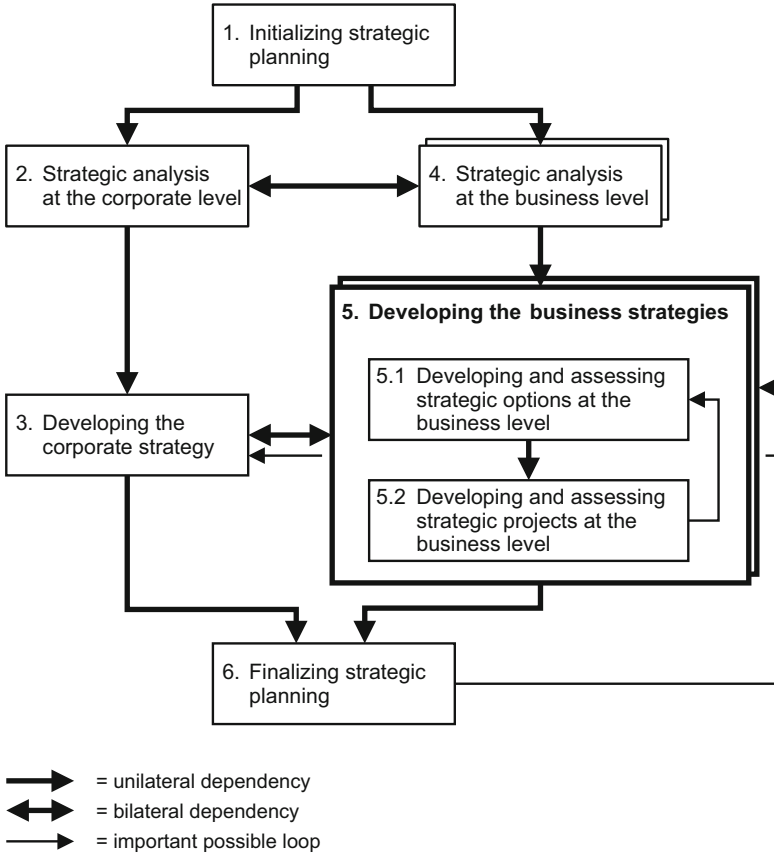 1. Initializing strategic
planning
2. Strategic analysis
at the corporate level
4. Strategic analysis
at the business level
5. Developing the business strategies
5.1 Developing and assessing
strategic options at the
business level
3. Developing the
corporate strategy
5.2 Developing and assessing
strategic projects at the
business level
6. Finalizing strategic
planning
= unilateral dependency
= bilateral dependency
= important possible loop